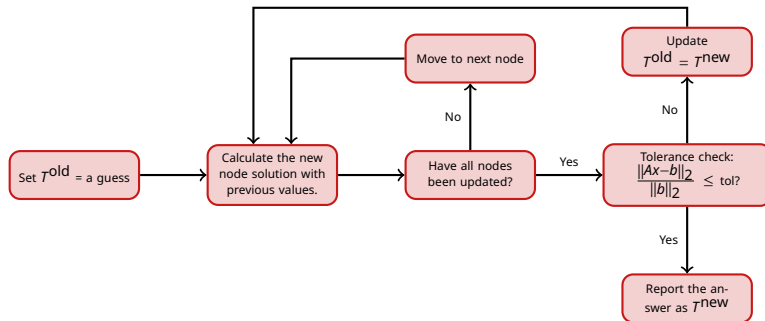 Set T^old = a guess
Calculate the new
node solution with
previous values.
Move to next node
No
Have all nodes
been updated?
Yes
Update
T^old = T^new
No
Tolerance check:
||Ax−b||₂ / ||b||₂ ≤ tol?
Yes
Report the an-
swer as T^new